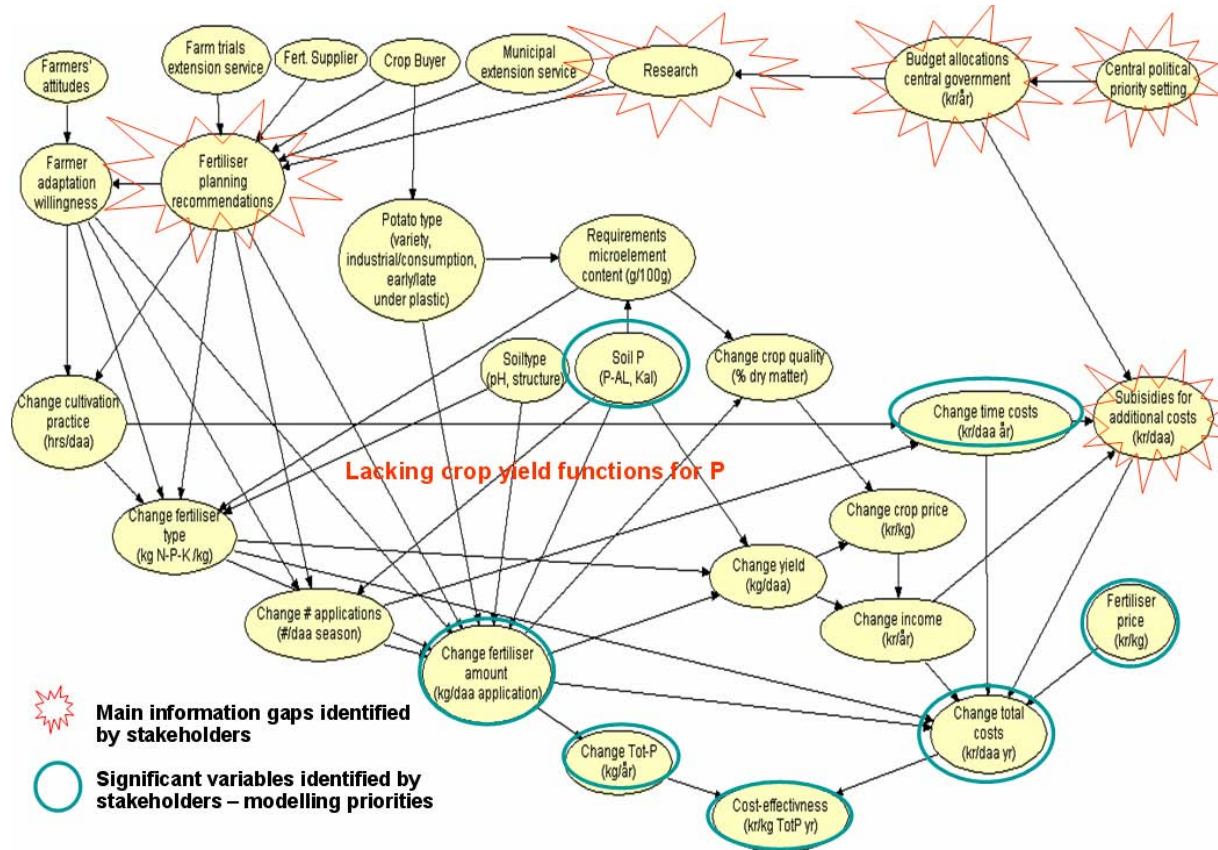 Farmers'
attitudes
Farm trials
extension service
Fert. Supplier
Crop Buyer
Municipal
extension service
Research
Budget allocations
central government
(kr/år)
Central political
priority setting
Farmer
adaptation
willingness
Fertiliser
planning
recommendations
Potato type
(variety,
industrial/consumption,
early/late
under plastic)
Requirements
microelement
content (g/100g)
Soiltype
(pH, structure)
Soil P
(P-AL, Kal)
Change crop quality
(% dry matter)
Change cultivation
practice
(hrs/daa)
Change time costs
(kr/daa år)
Subisidies for
additional costs
(kr/daa)
Lacking crop yield functions for P
Change fertiliser
type
(kg N-P-K /kg)
Change crop price
(kr/kg)
Change yield
(kg/daa)
Change # applications
(#/daa season)
Change income
(kr/år)
Fertiliser
price
(kr/kg)
Change fertiliser
amount
(kg/daa application)
Change total
costs
(kr/daa yr)
Change Tot-P
(kg/år)
Cost-effectivness
(kr/kg TotP yr)
Main information gaps identified
by stakeholders
Significant variables identified by
stakeholders – modelling priorities